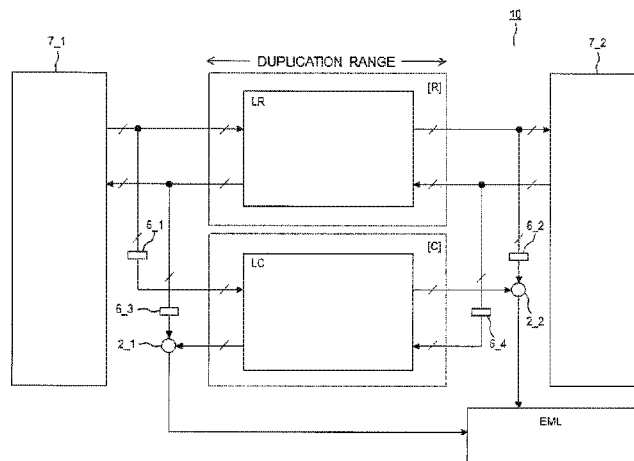 10
7_1
7_2
DUPLICATION RANGE
[R]
LR
6_1
6_2
[C]
LC
6_3
2_2
2_1
6_4
EML